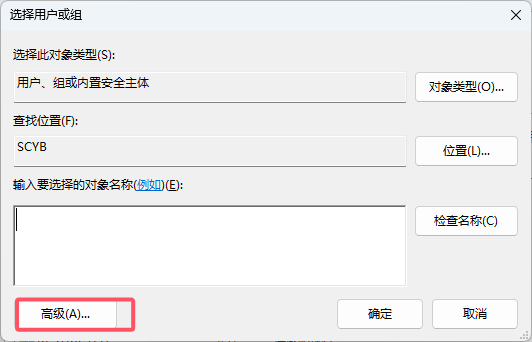 选择用户或组
选择此对象类型(S):
用户、组或内置安全主体
对象类型(O)...
查找位置(F):
SCYB
位置(L)...
输入要选择的对象名称(例如)(E):
检查名称(C)
高级(A)...
确定
取消